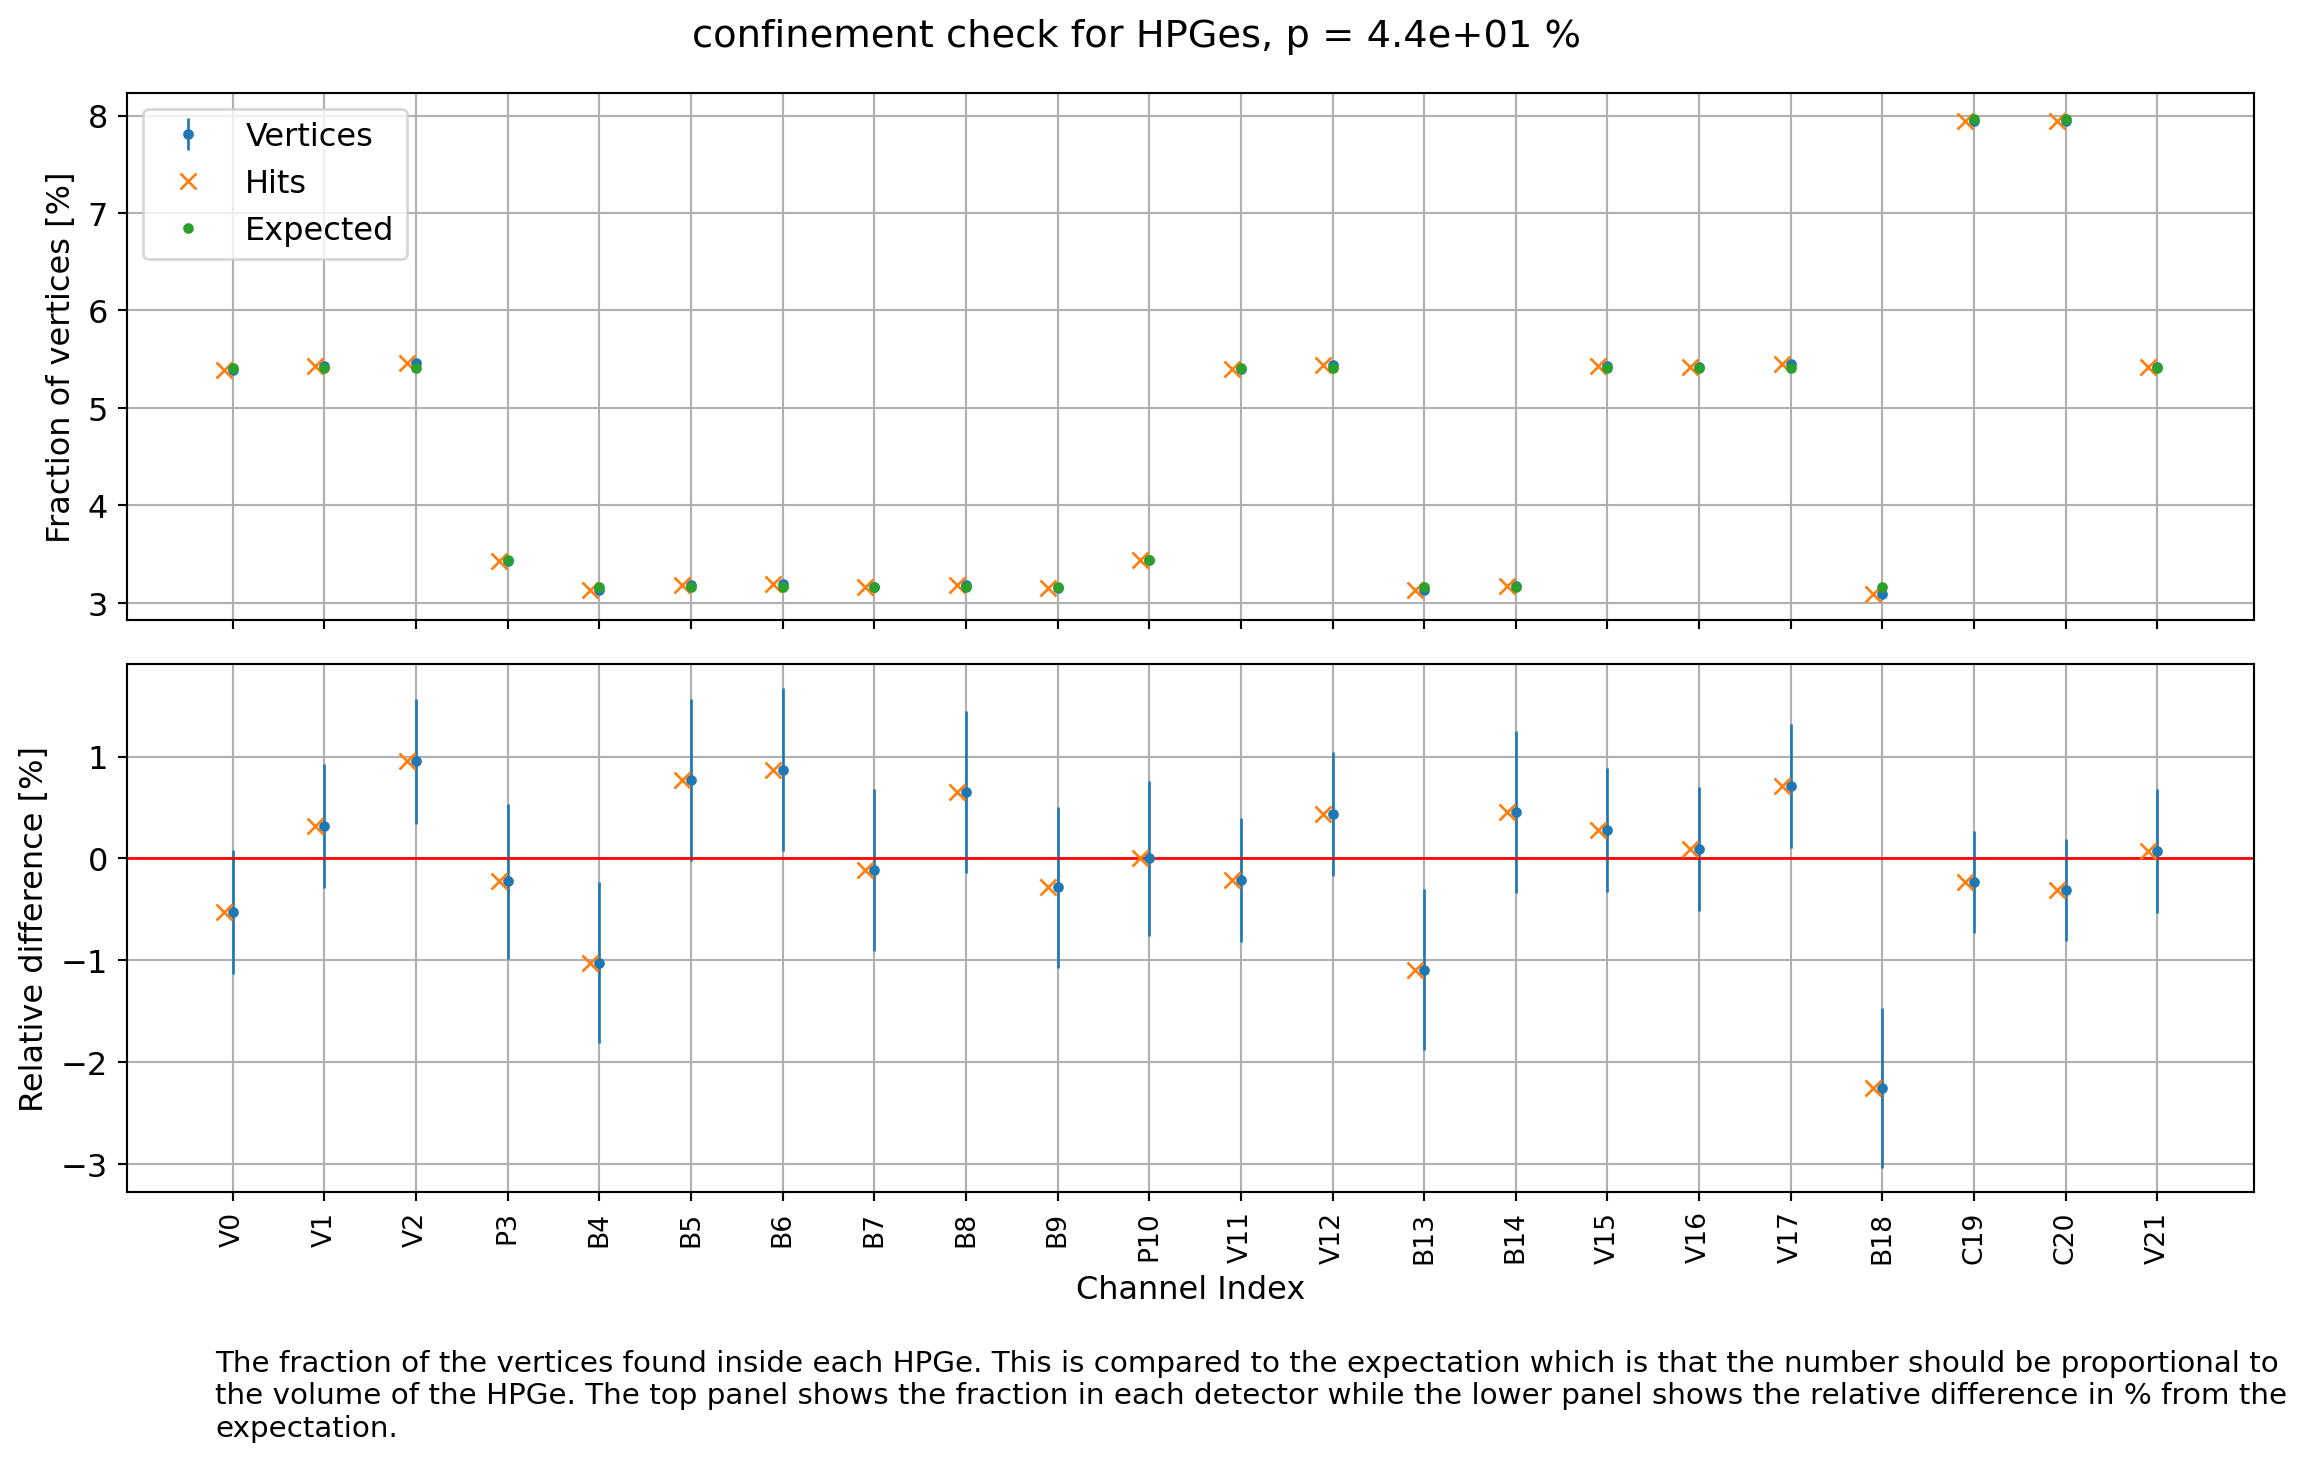 confinement check for HPGes, p = 4.4e+01 %
Fraction of vertices [%]
8
7
6
5
4
3
Vertices
Hits
Expected
Relative difference [%]
1
0
−1
−2
−3
V0 V1 V2 P3 B4 B5 B6 B7 B8 B9 P10 V11 V12 B13 B14 V15 V16 V17 B18 C19 C20 V21
Channel Index
The fraction of the vertices found inside each HPGe. This is compared to the expectation which is that the number should be proportional to
the volume of the HPGe. The top panel shows the fraction in each detector while the lower panel shows the relative difference in % from the
expectation.